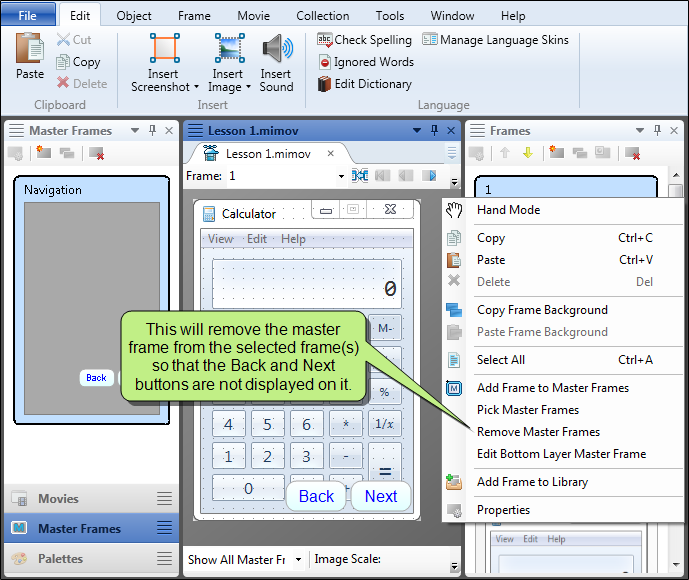 File Edit Object Frame Movie Collection Tools Window Help
Paste
Cut
Copy
Delete
Clipboard
Insert
Screenshot
Insert
Image
Insert
Sound
Insert
Check Spelling
Ignored Words
Edit Dictionary
Manage Language Skins
Language
Master Frames
Navigation
Back
Movies
Master Frames
Palettes
Lesson 1.mimov
Lesson 1.mimov
Frame: 1
Calculator
View Edit Help
0
M-
%
4 5 6 * 1/x
1 2 3 - =
0
Back Next
Show All Master Fr
Image Scale:
This will remove the master
frame from the selected frame(s)
so that the Back and Next
buttons are not displayed on it.
Frames
1
Hand Mode
Copy Ctrl+C
Paste Ctrl+V
Delete Del
Copy Frame Background
Paste Frame Background
Select All Ctrl+A
Add Frame to Master Frames
Pick Master Frames
Remove Master Frames
Edit Bottom Layer Master Frame
Add Frame to Library
Properties
View Edit Help